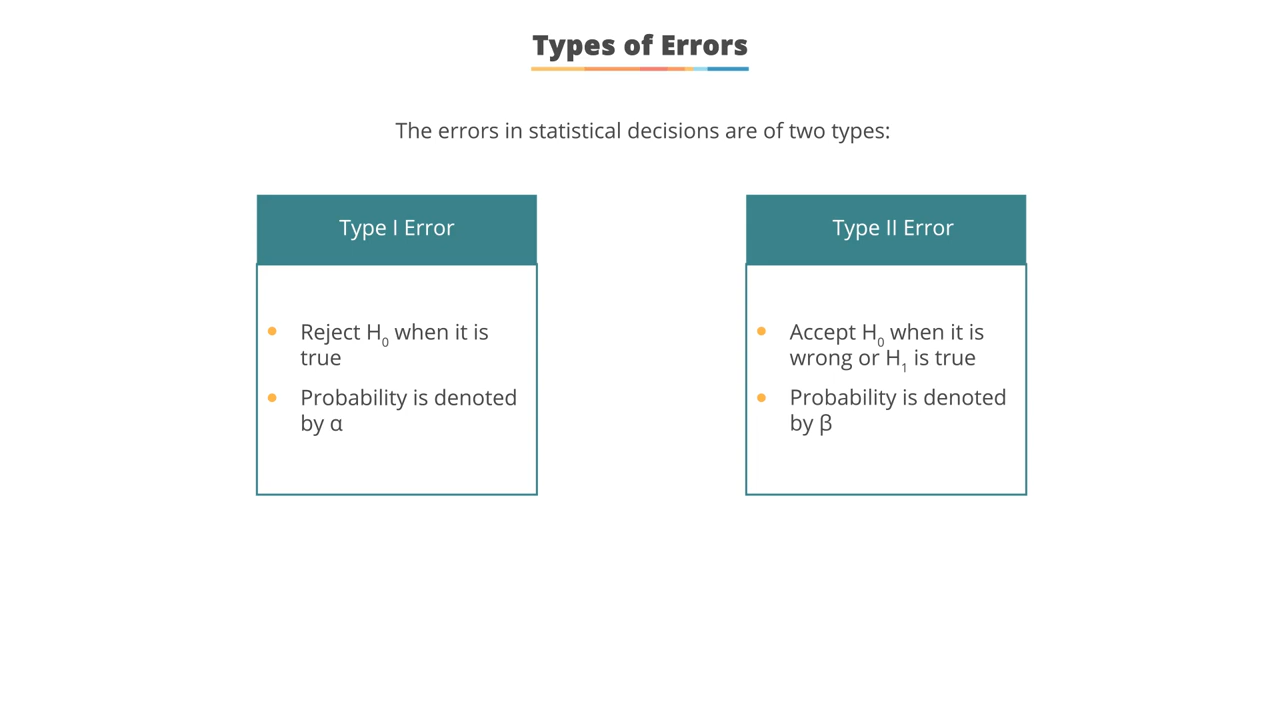 Types of Errors
The errors in statistical decisions are of two types:
Type I Error
Reject H₀ when it is
true
Probability is denoted
by α
Type II Error
Accept H₀ when it is
wrong or H₁ is true
Probability is denoted
by β